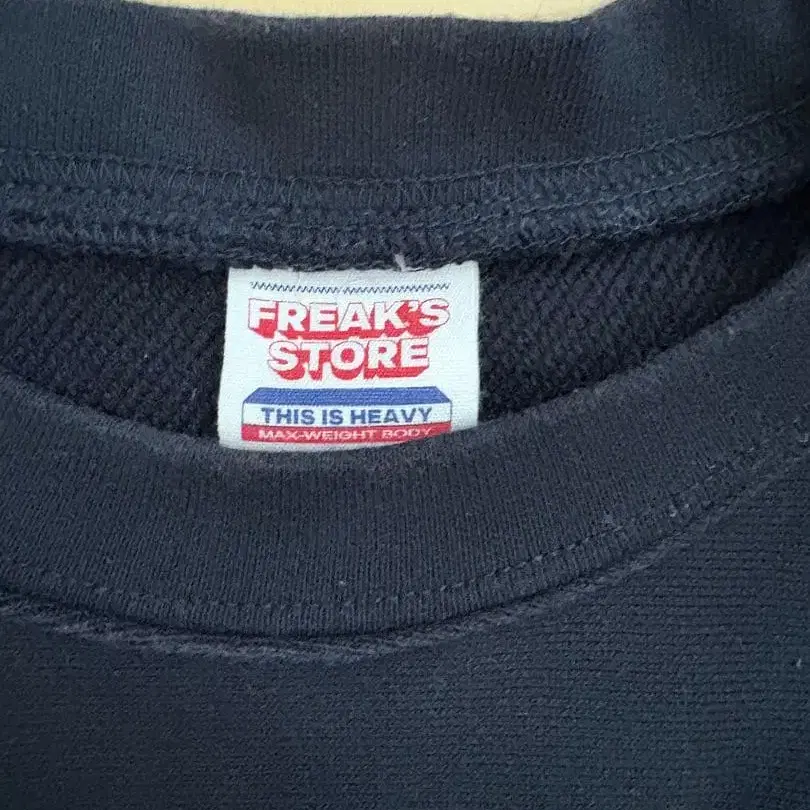 FREAK'S
STORE
THIS IS HEAVY
MAX-WEIGHT BODY